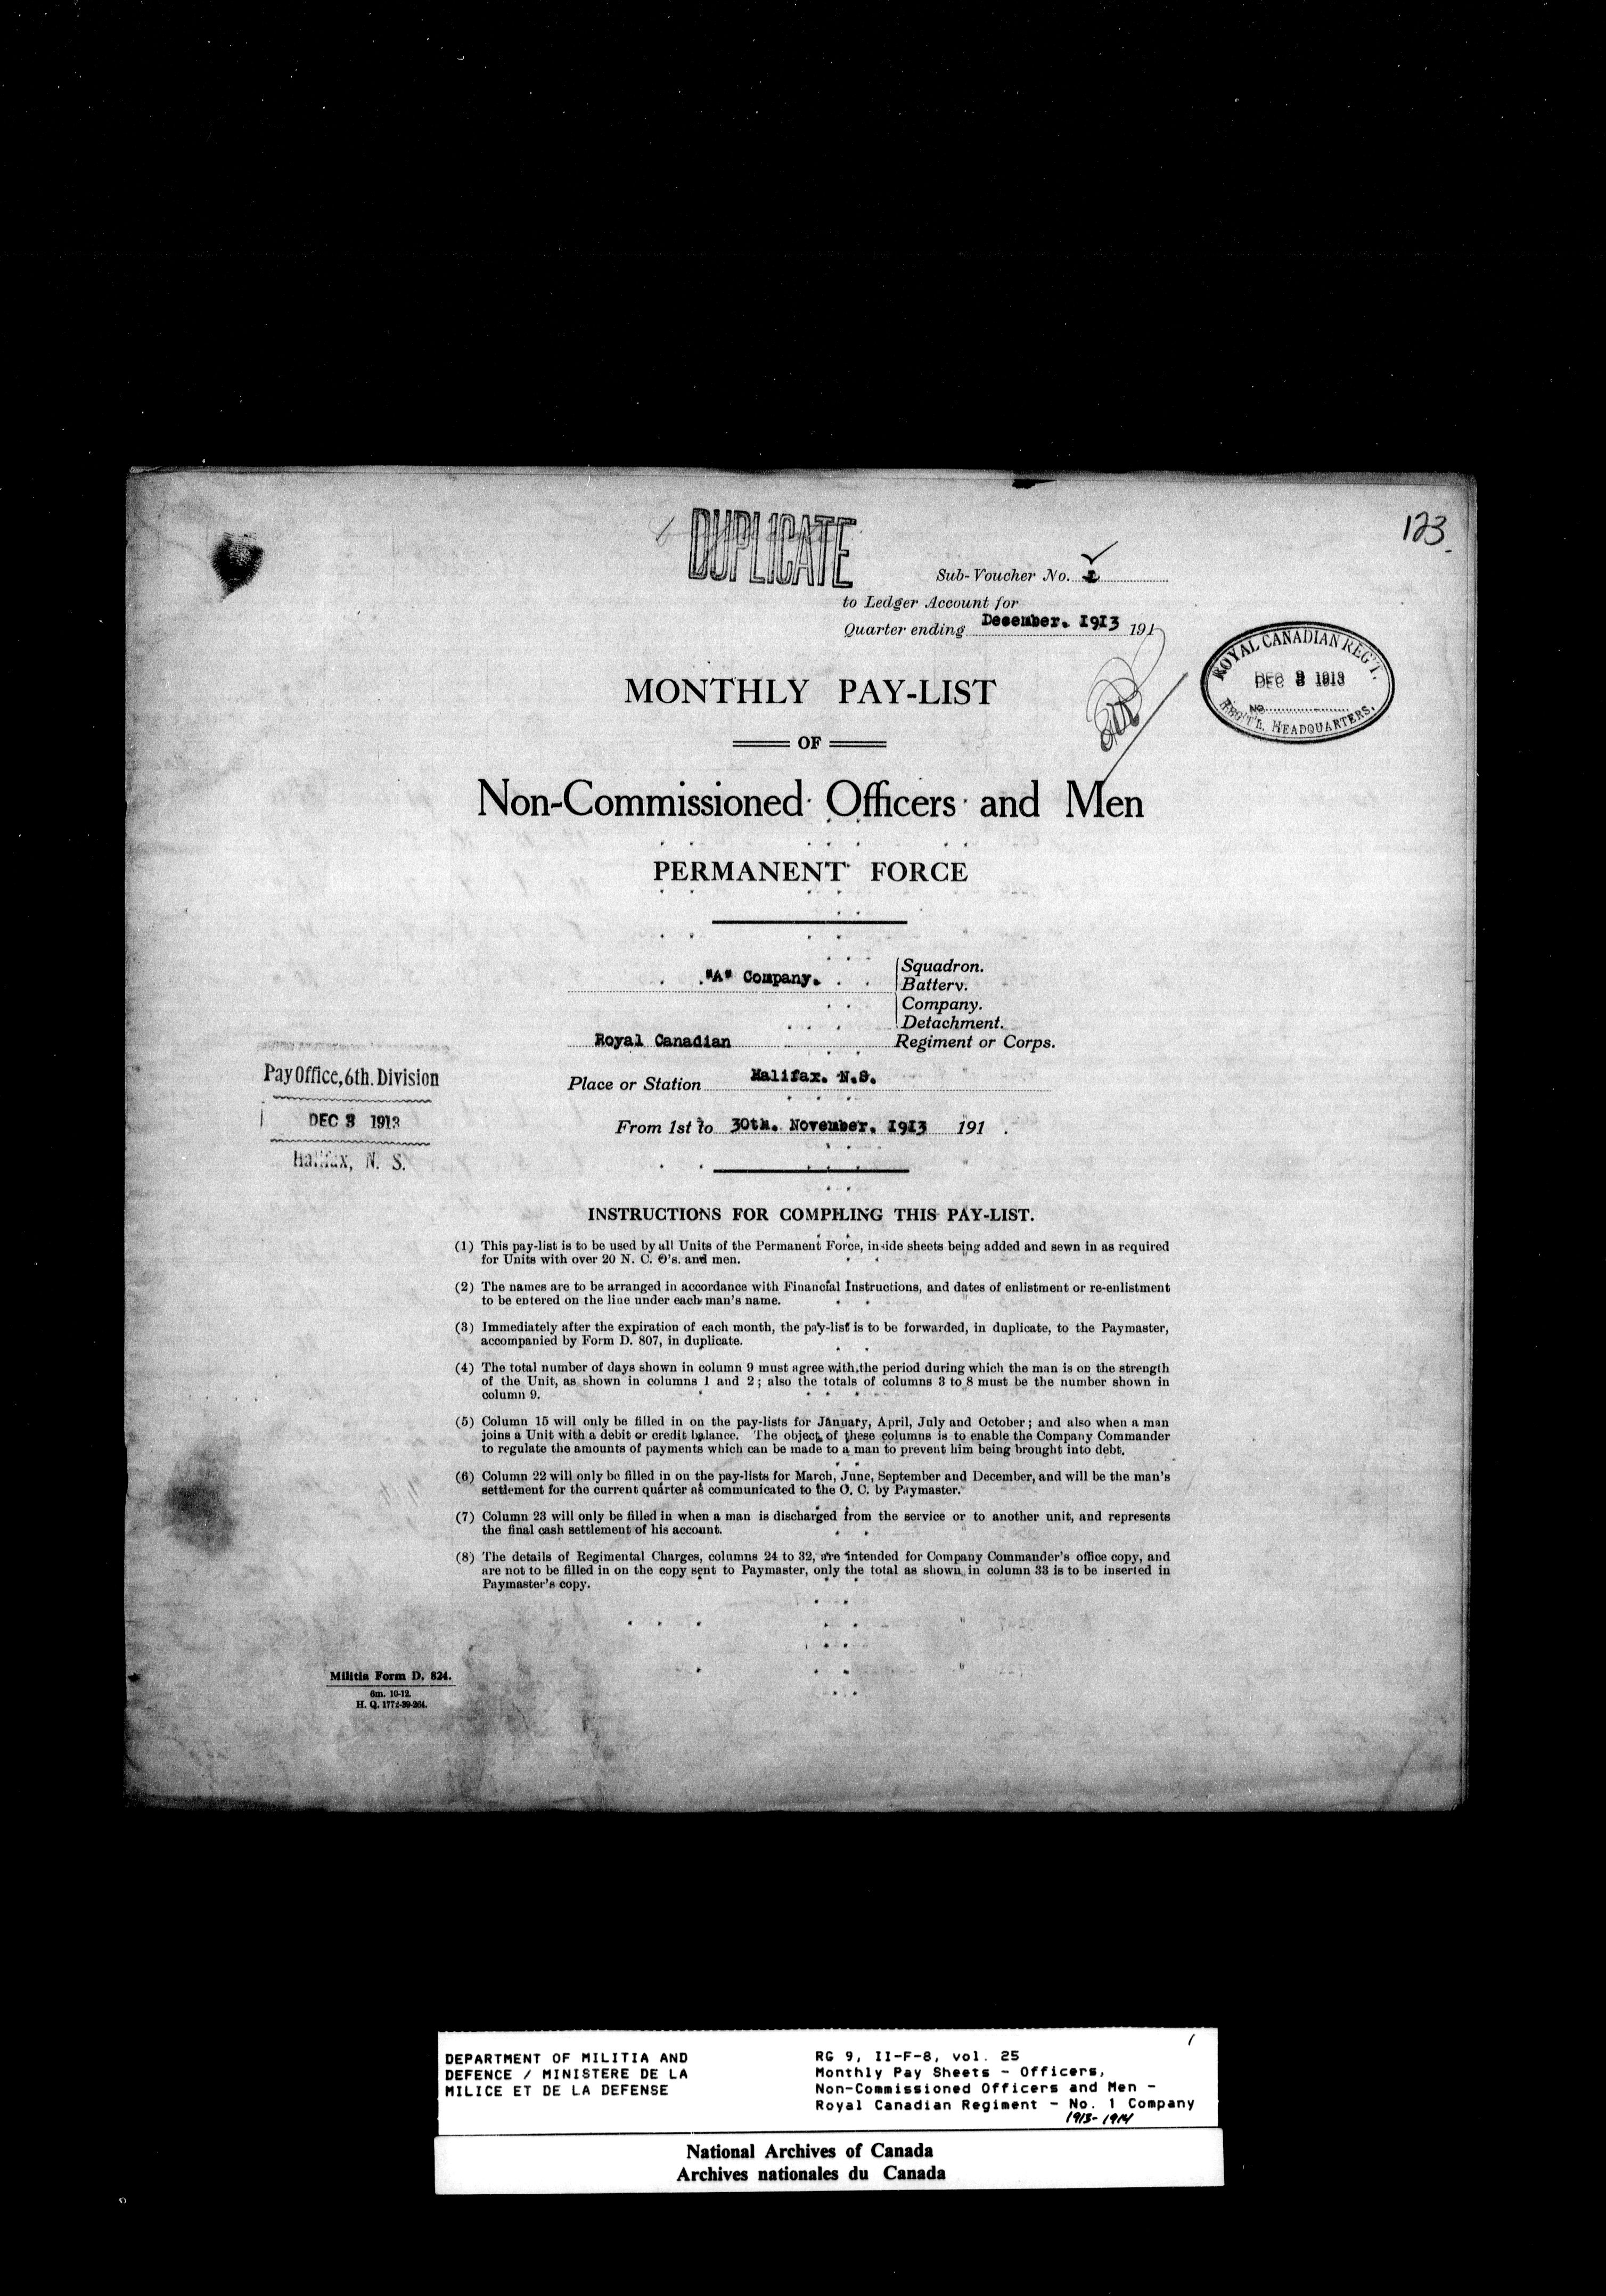 DUPLICATE
123
Sub-Voucher No.
to Ledger Account for
Quarter ending December. 1913 191
ROYAL CANADIAN REG'T.
DEC 1913
NO
REG'T'L HEADQUARTERS.
MONTHLY PAY-LIST
OF
Non-Commissioned Officers and Men
PERMANENT FORCE
"A" Company.
Squadron.
Battery.
Company.
Detachment.
Royal Canadian Regiment or Corps.
Place or Station Halifax. N.S.
From 1st to 30th. November. 1913 191
Pay Office, 6th. Division
DEC 1913
Halifax, N. S.
INSTRUCTIONS FOR COMPILING THIS PAY-LIST.
(1) This pay-list is to be used by all Units of the Permanent Force, inside sheets being added and sewn in as required
for Units with over 20 N. C. O's. and men.
(2) The names are to be arranged in accordance with Financial Instructions, and dates of enlistment or re-enlistment
to be entered on the line under each man's name.
(3) Immediately after the expiration of each month, the pay-list is to be forwarded, in duplicate, to the Paymaster,
accompanied by Form D. 807, in duplicate.
(4) The total number of days shown in column 9 must agree with the period during which the man is on the strength
of the Unit, as shown in columns 1 and 2; also the totals of columns 3 to 8 must be the number shown in
column 9.
(5) Column 15 will only be filled in on the pay-lists for January, April, July and October; and also when a man
joins a Unit with a debit or credit balance. The object of these columns is to enable the Company Commander
to regulate the amounts of payments which can be made to a man to prevent him being brought into debt.
(6) Column 22 will only be filled in on the pay-lists for March, June, September and December, and will be the man's
settlement for the current quarter as communicated to the O. C. by Paymaster.
(7) Column 23 will only be filled in when a man is discharged from the service or to another unit, and represents
the final cash settlement of his account.
(8) The details of Regimental Charges, columns 24 to 32, are intended for Company Commander's office copy, and
are not to be filled in on the copy sent to Paymaster, only the total as shown in column 33 is to be inserted in
Paymaster's copy.
Militia Form D. 824.
6m. 10-12.
H. Q. 1772-39-264.
1
DEPARTMENT OF MILITIA AND
DEFENCE / MINISTERE DE LA
MILICE ET DE LA DEFENSE
RG 9, II-F-8, vol. 25
Monthly Pay Sheets - Officers,
Non-Commissioned Officers and Men -
Royal Canadian Regiment - No. 1 Company
1913-1914
National Archives of Canada
Archives nationales du Canada